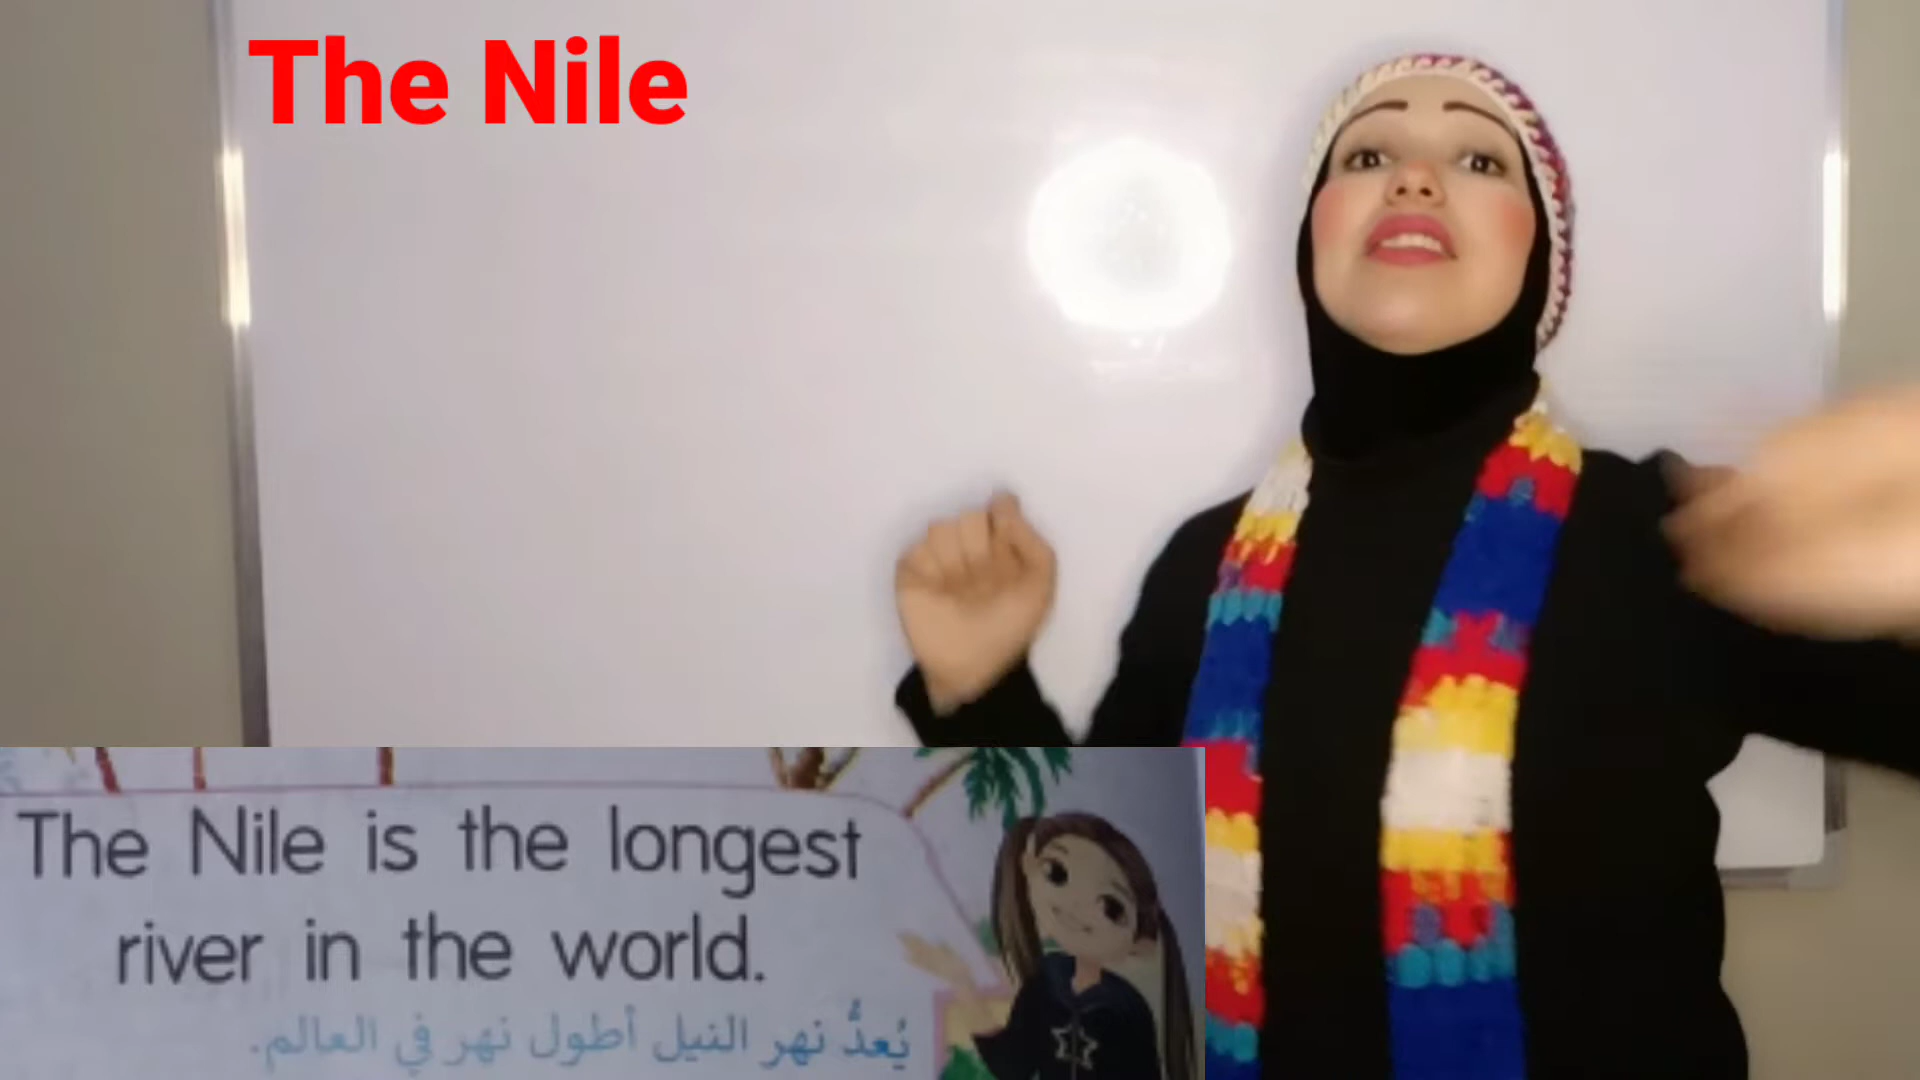 The Nile
The Nile is the longest
river in the world.
يُعدُّ نهر النيل أطول نهر في العالم.